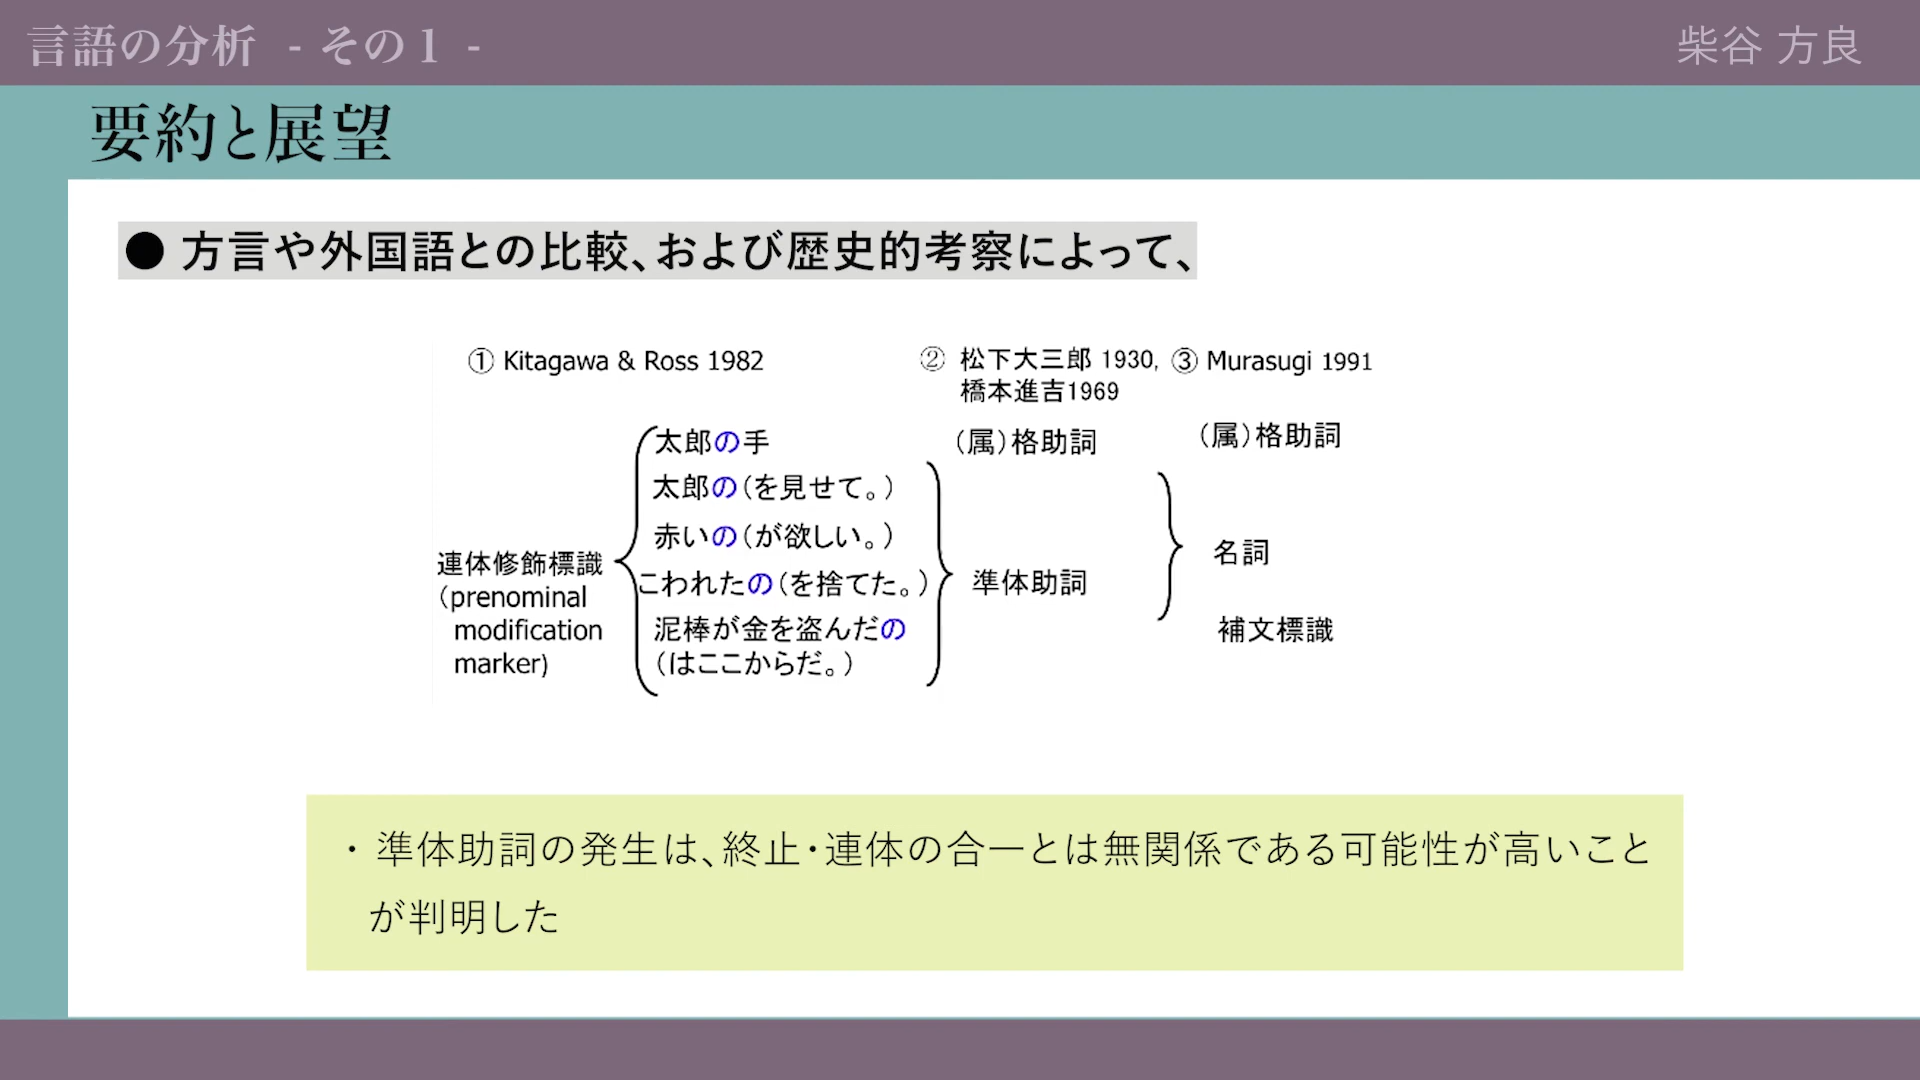 言語の分析 - その1 -
柴谷 方良
要約と展望
● 方言や外国語との比較、および歴史的考察によって、
① Kitagawa & Ross 1982
② 松下大三郎 1930,
橋本進吉1969
③ Murasugi 1991
太郎の手
(属)格助詞
(属)格助詞
太郎の(を見せて。)
赤いの(が欲しい。)
こわれたの(を捨てた。)
泥棒が金を盗んだの
(はここからだ。)
連体修飾標識
(prenominal
modification
marker)
準体助詞
名詞
補文標識
・ 準体助詞の発生は、終止・連体の合一とは無関係である可能性が高いこと
が判明した